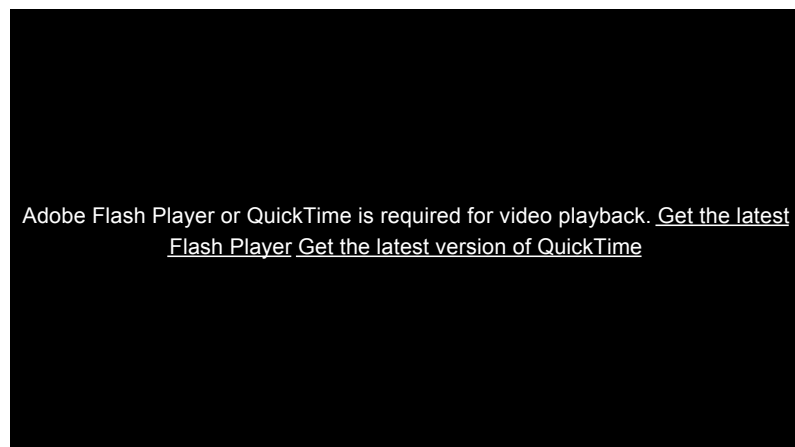 Adobe Flash Player or QuickTime is required for video playback. Get the latest
Flash Player Get the latest version of QuickTime